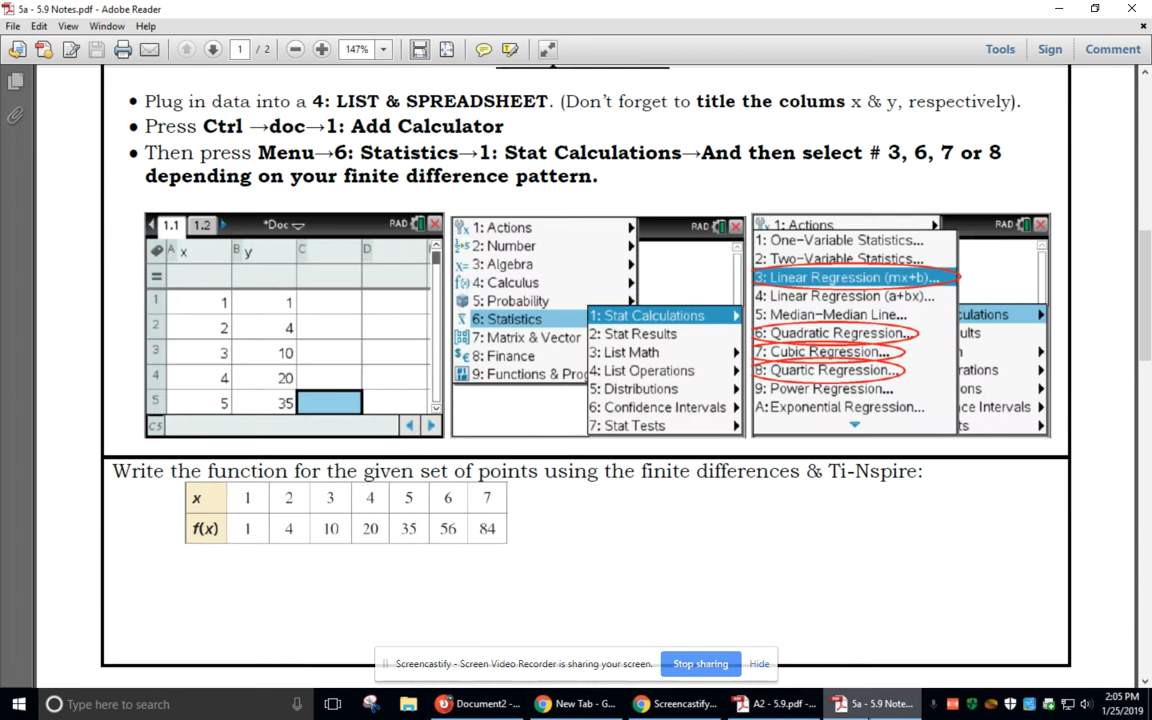 5a - 5.9 Notes.pdf - Adobe Reader
File Edit View Window Help
1 / 2 147% Tools Sign Comment
• Plug in data into a 4: LIST & SPREADSHEET. (Don't forget to title the colums x & y, respectively).
• Press Ctrl →doc→1: Add Calculator
• Then press Menu→6: Statistics→1: Stat Calculations→And then select # 3, 6, 7 or 8
depending on your finite difference pattern.
1.1 1.2 *Doc RAD
A x B y C D
=
1 1 1
2 2 4
3 3 10
4 4 20
5 5 35
C5
1: Actions RAD
2: Number
3: Algebra
4: Calculus
5: Probability
6: Statistics
7: Matrix & Vector
8: Finance
9: Functions & Pro
1: Stat Calculations
2: Stat Results
3: List Math
4: List Operations
5: Distributions
6: Confidence Intervals
7: Stat Tests
1: Actions RAD
1: One-Variable Statistics...
2: Two-Variable Statistics...
3: Linear Regression (mx+b)...
4: Linear Regression (a+bx)...
5: Median-Median Line...
6: Quadratic Regression...
7: Cubic Regression...
8: Quartic Regression...
9: Power Regression...
A: Exponential Regression...
culations
ults
rations
ons
ce Intervals
ts
Write the function for the given set of points using the finite differences & Ti-Nspire:
x 1 2 3 4 5 6 7
f(x) 1 4 10 20 35 56 84
Screencastify - Screen Video Recorder is sharing your screen. Stop sharing Hide
Type here to search Document2 -... New Tab - G... Screencastify... A2 - 5.9.pdf -... 5a - 5.9 Note... 2:05 PM
1/25/2019